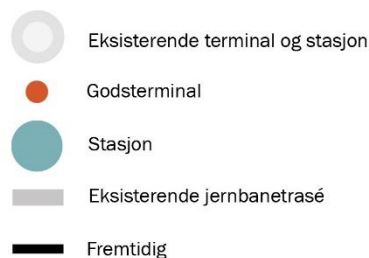 Eksisterende terminal og stasjon
Godsterminal
Stasjon
Eksisterende jernbanetrasé
Fremtidig